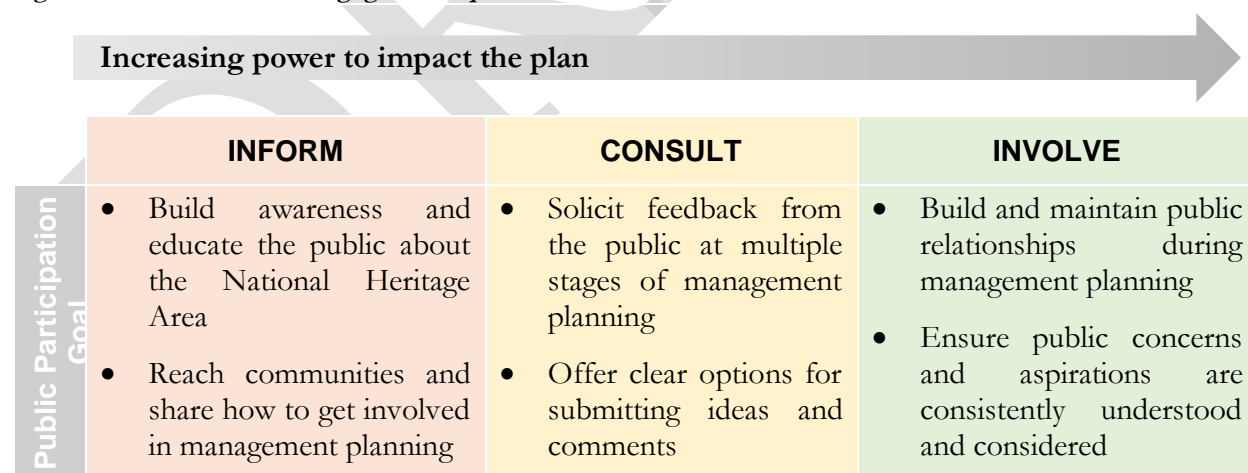 Increasing power to impact the plan
INFORM
CONSULT
INVOLVE
Public Participation
Goal
• Build awareness and
educate the public about
the National Heritage
Area
• Reach communities and
share how to get involved
in management planning
• Solicit feedback from
the public at multiple
stages of management
planning
• Offer clear options for
submitting ideas and
comments
• Build and maintain public
relationships during
management planning
• Ensure public concerns
and aspirations are
consistently understood
and considered